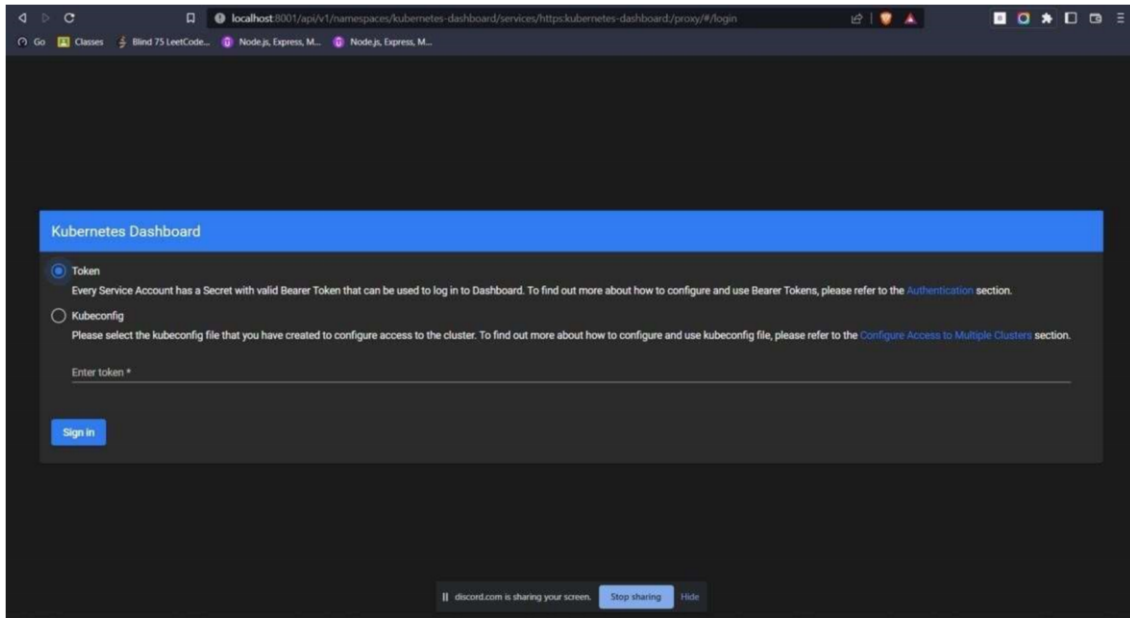 localhost:8001/api/v1/namespaces/kubernetes-dashboard/services/https:kubernetes-dashboard:/proxy/#/login
Go Classes Blind 75 LeetCode... Node.js, Express, M... Node.js, Express, M...
Kubernetes Dashboard
Token
Every Service Account has a Secret with valid Bearer Token that can be used to log in to Dashboard. To find out more about how to configure and use Bearer Tokens, please refer to the Authentication section.
Kubeconfig
Please select the kubeconfig file that you have created to configure access to the cluster. To find out more about how to configure and use kubeconfig file, please refer to the Configure Access to Multiple Clusters section.
Enter token *
Sign in
discord.com is sharing your screen. Stop sharing Hide